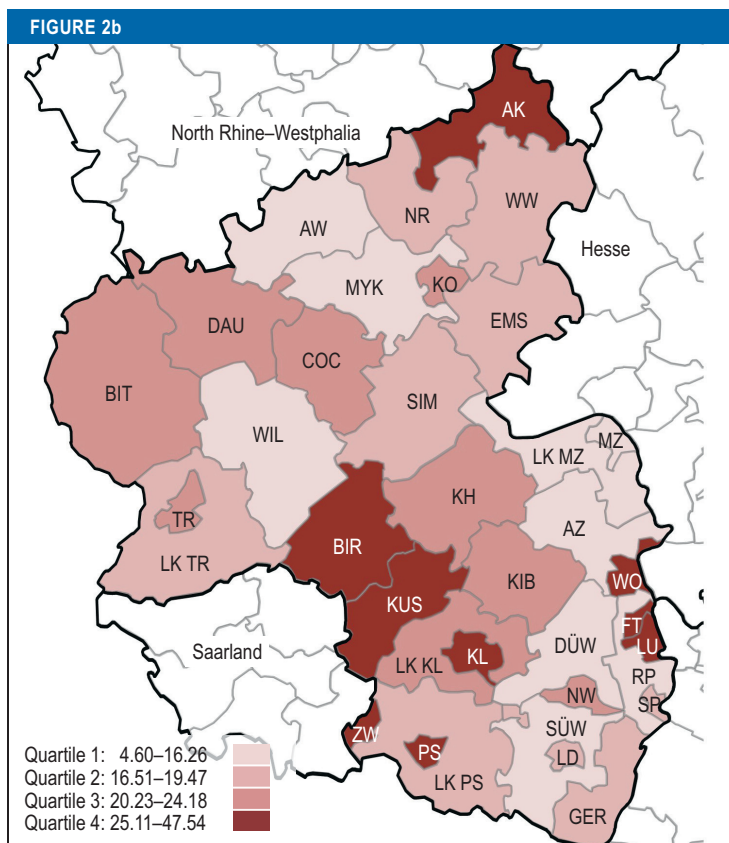 FIGURE 2b
AK
North Rhine–Westphalia
NR
WW
AW
Hesse
MYK
KO
DAU
EMS
COC
BIT
SIM
WIL
MZ
LK MZ
KH
TR
AZ
BIR
LK TR
KIB
WO
KUS
FT
LU
Saarland
KL
DÜW
LK KL
RP
NW
SP
ZW
SÜW
PS
LD
LK PS
GER
Quartile 1: 4.60–16.26
Quartile 2: 16.51–19.47
Quartile 3: 20.23–24.18
Quartile 4: 25.11–47.54